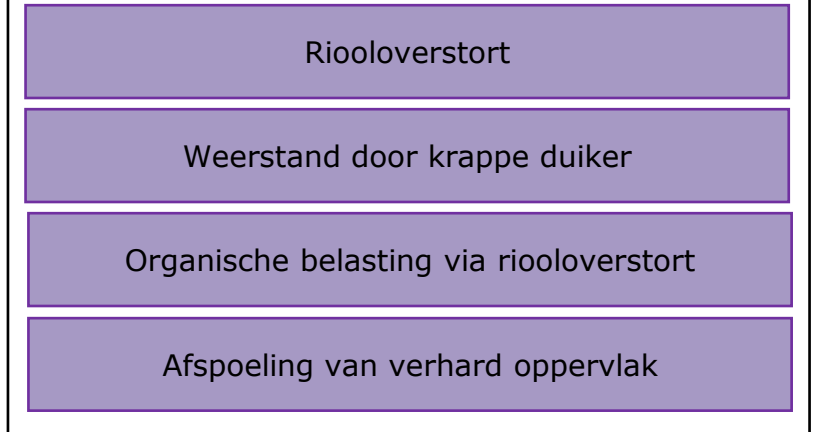 Riooloverstort
Weerstand door krappe duiker
Organische belasting via riooloverstort
Afspoeling van verhard oppervlak